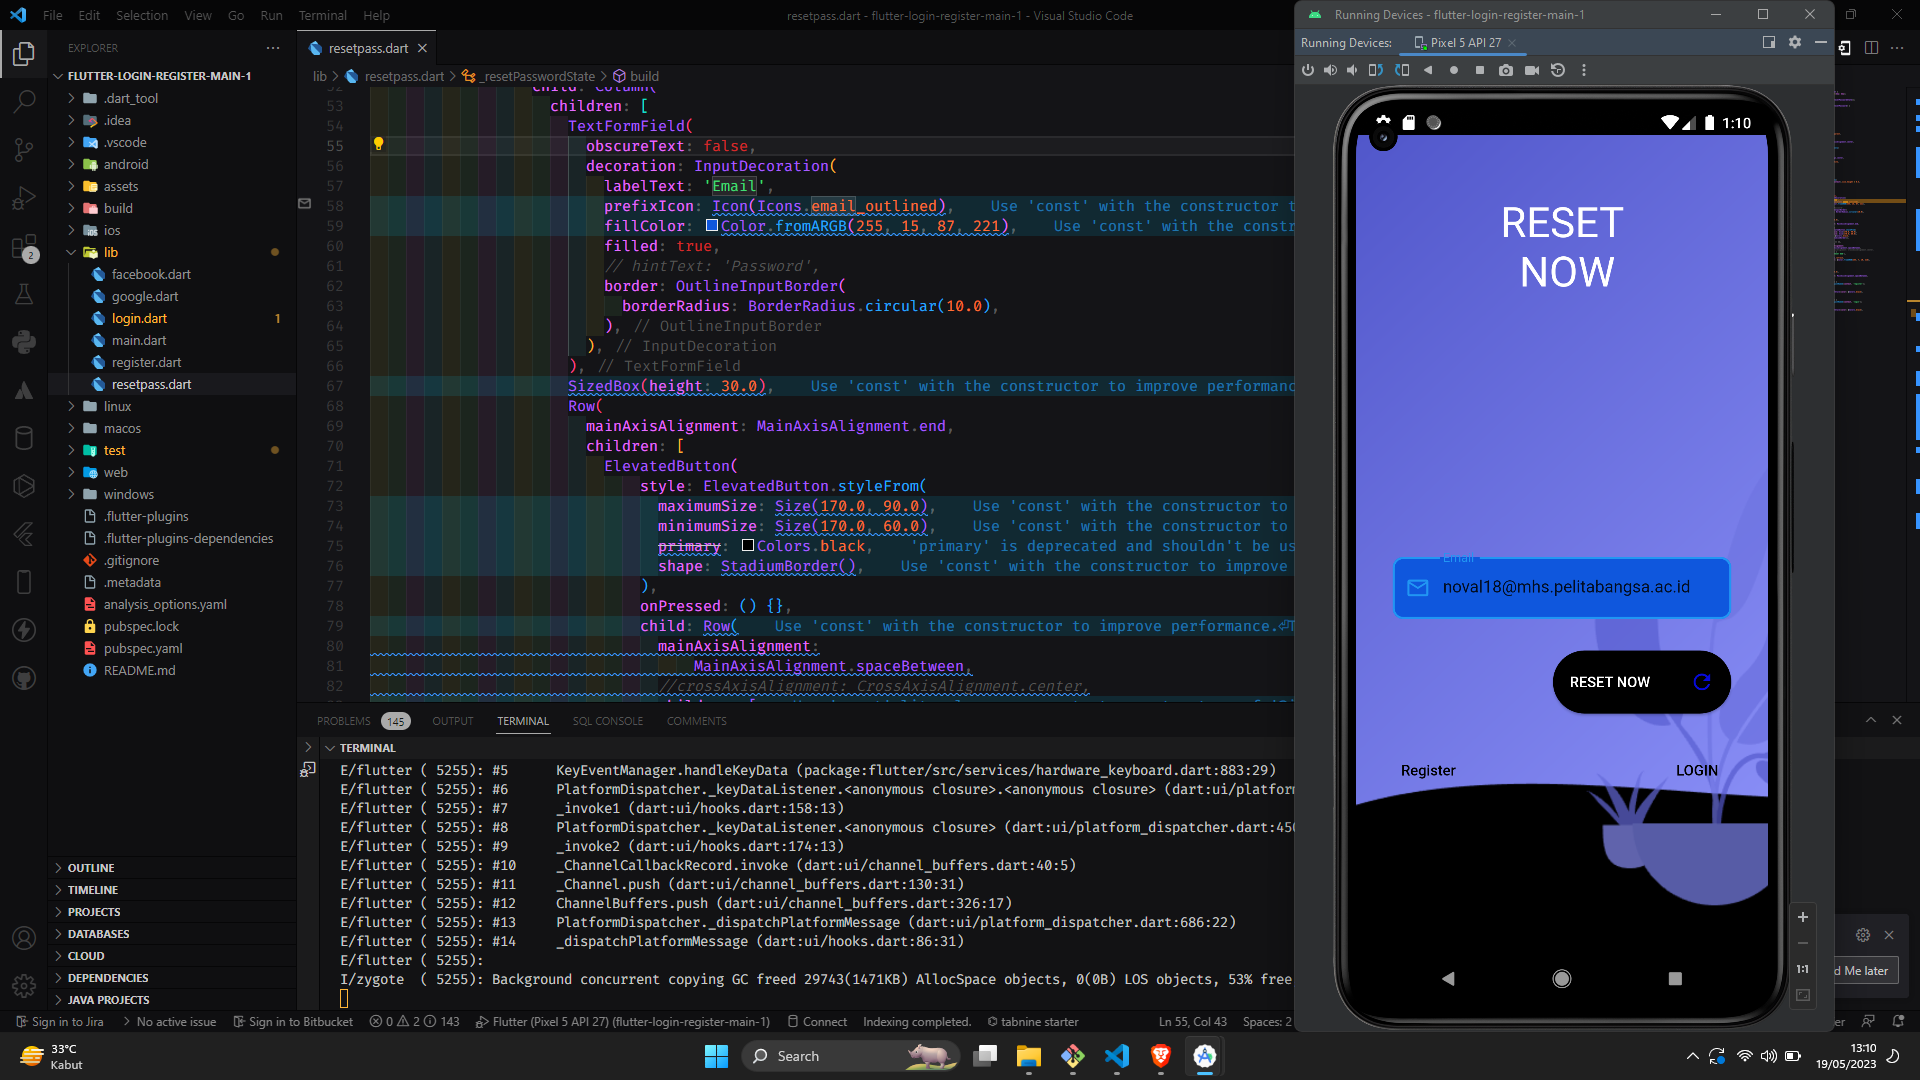 File Edit Selection View Go Run Terminal Help
resetpass.dart - flutter-login-register-main-1 - Visual Studio Code
EXPLORER
FLUTTER-LOGIN-REGISTER-MAIN-1
.dart_tool
.idea
.vscode
android
assets
build
ios
lib
facebook.dart
google.dart
login.dart 1
main.dart
register.dart
resetpass.dart
linux
macos
test
web
windows
.flutter-plugins
.flutter-plugins-dependencies
.gitignore
.metadata
analysis_options.yaml
pubspec.lock
pubspec.yaml
README.md
OUTLINE
TIMELINE
PROJECTS
DATABASES
CLOUD
DEPENDENCIES
JAVA PROJECTS
2
resetpass.dart
lib > resetpass.dart > _resetPasswordState > build
52 child: Column(
53 children: [
54 TextFormField(
55 obscureText: false,
56 decoration: InputDecoration(
57 labelText: 'Email',
58 prefixIcon: Icon(Icons.email_outlined), Use 'const' with the constructor t
59 fillColor: Color.fromARGB(255, 15, 87, 221), Use 'const' with the constr
60 filled: true,
61 // hintText: 'Password',
62 border: OutlineInputBorder(
63 borderRadius: BorderRadius.circular(10.0),
64 ), // OutlineInputBorder
65 ), // InputDecoration
66 ), // TextFormField
67 SizedBox(height: 30.0), Use 'const' with the constructor to improve performanc
68 Row(
69 mainAxisAlignment: MainAxisAlignment.end,
70 children: [
71 ElevatedButton(
72 style: ElevatedButton.styleFrom(
73 maximumSize: Size(170.0, 90.0), Use 'const' with the constructor to
74 minimumSize: Size(170.0, 60.0), Use 'const' with the constructor to
75 primary: Colors.black, 'primary' is deprecated and shouldn't be us
76 shape: StadiumBorder(), Use 'const' with the constructor to improve
77 ),
78 onPressed: () {},
79 child: Row( Use 'const' with the constructor to improve performance.
80 mainAxisAlignment:
81 MainAxisAlignment.spaceBetween,
82 //crossAxisAlignment: CrossAxisAlignment.center,
PROBLEMS 145 OUTPUT TERMINAL SQL CONSOLE COMMENTS
TERMINAL
E/flutter ( 5255): #5 KeyEventManager.handleKeyData (package:flutter/src/services/hardware_keyboard.dart:883:29)
E/flutter ( 5255): #6 PlatformDispatcher._keyDataListener.<anonymous closure>.<anonymous closure> (dart:ui/platform
E/flutter ( 5255): #7 _invoke1 (dart:ui/hooks.dart:158:13)
E/flutter ( 5255): #8 PlatformDispatcher._keyDataListener.<anonymous closure> (dart:ui/platform_dispatcher.dart:450
E/flutter ( 5255): #9 _invoke2 (dart:ui/hooks.dart:174:13)
E/flutter ( 5255): #10 _ChannelCallbackRecord.invoke (dart:ui/channel_buffers.dart:40:5)
E/flutter ( 5255): #11 _Channel.push (dart:ui/channel_buffers.dart:130:31)
E/flutter ( 5255): #12 ChannelBuffers.push (dart:ui/channel_buffers.dart:326:17)
E/flutter ( 5255): #13 PlatformDispatcher._dispatchPlatformMessage (dart:ui/platform_dispatcher.dart:686:22)
E/flutter ( 5255): #14 _dispatchPlatformMessage (dart:ui/hooks.dart:86:31)
E/flutter ( 5255):
I/zygote ( 5255): Background concurrent copying GC freed 29743(1471KB) AllocSpace objects, 0(0B) LOS objects, 53% free
Running Devices - flutter-login-register-main-1
Running Devices: Pixel 5 API 27
1:10
RESET
NOW
Email
noval18@mhs.pelitabangsa.ac.id
RESET NOW
Register LOGIN
1:1
d Me later
Sign in to Jira No active issue Sign in to Bitbucket 0 2 143 Flutter (Pixel 5 API 27) (flutter-login-register-main-1) Connect Indexing completed. tabnine starter Ln 55, Col 43 Spaces: 2
33°C
Kabut
Search
13:10
19/05/2023